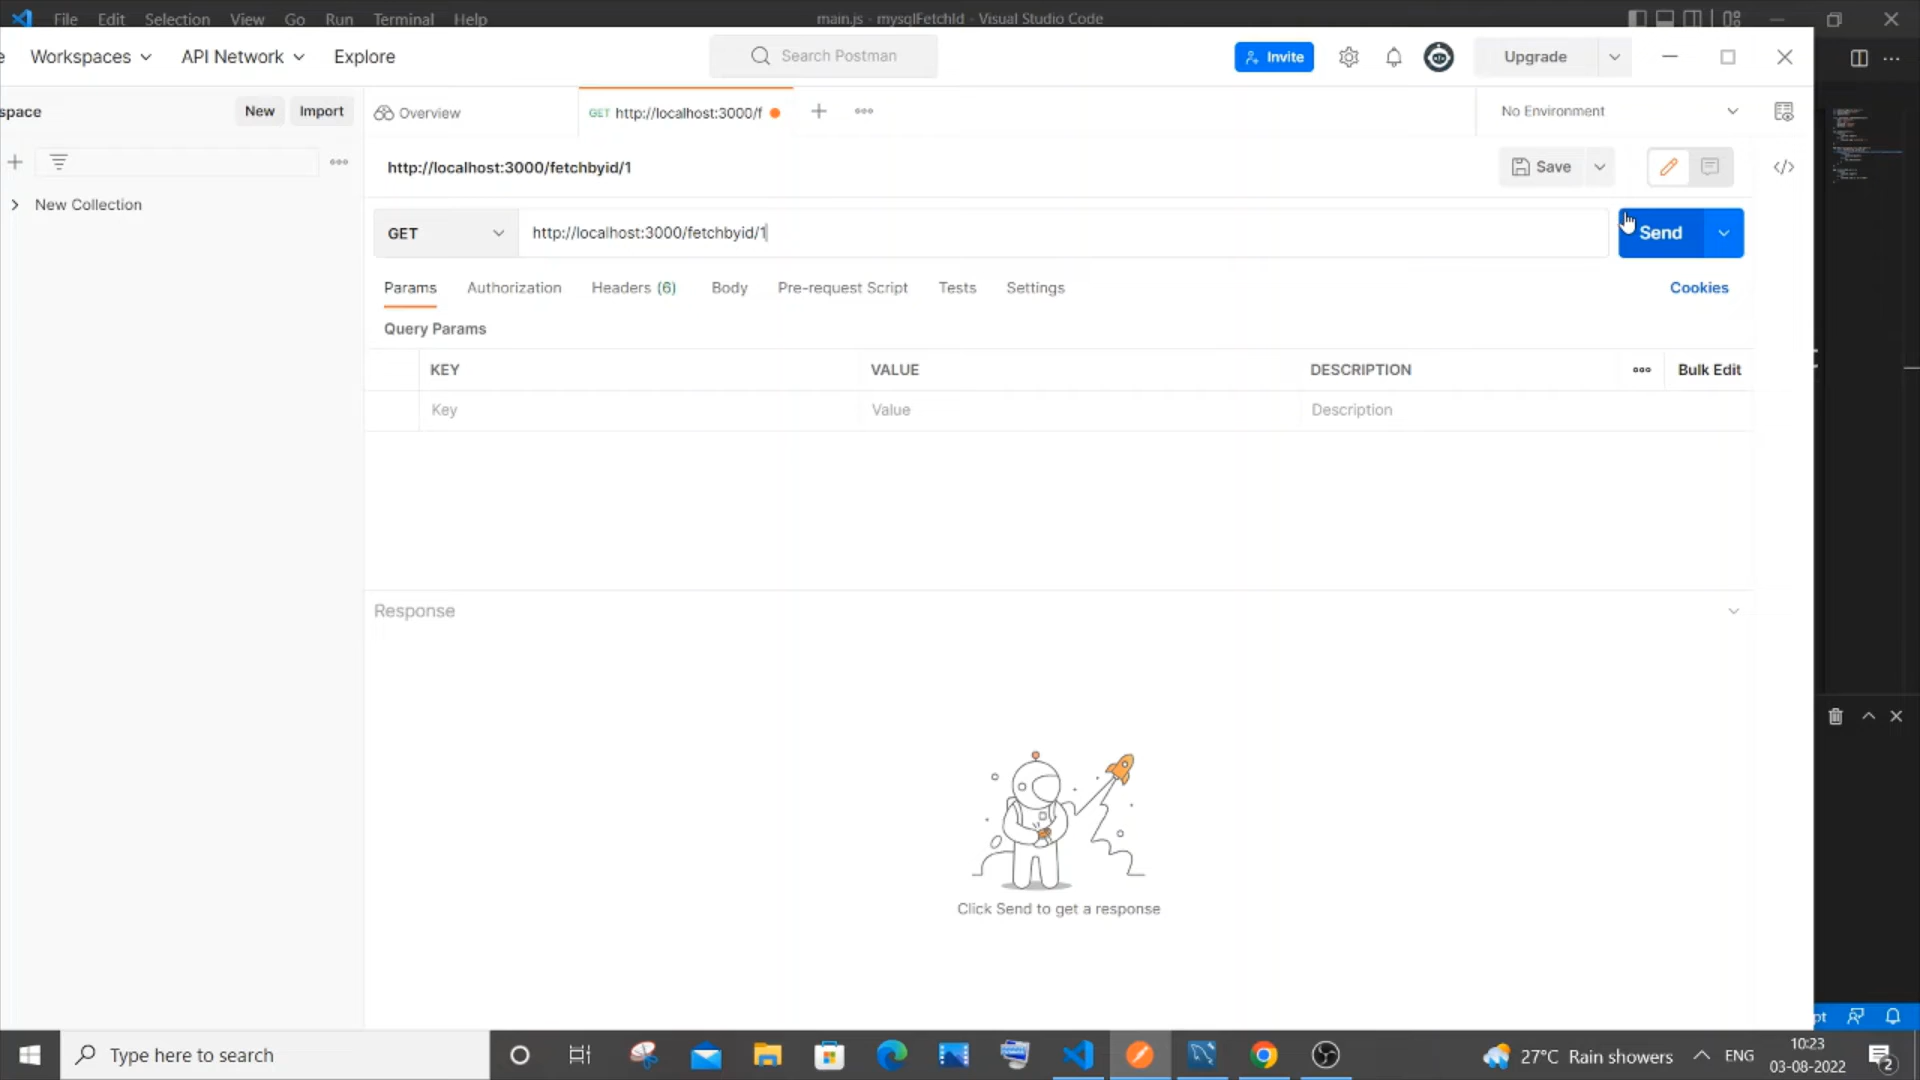 File Edit Selection View Go Run Terminal Help
main.js - mysqlFetchId - Visual Studio Code
e Workspaces API Network Explore
Search Postman
Invite
Upgrade
space
New
Import
Overview
GET http://localhost:3000/f
No Environment
http://localhost:3000/fetchbyid/1
Save
</>
New Collection
GET
http://localhost:3000/fetchbyid/1
Send
Params Authorization Headers (6) Body Pre-request Script Tests Settings
Cookies
Query Params
KEY VALUE DESCRIPTION
Bulk Edit
Key Value Description
Response
Click Send to get a response
pt
Type here to search
27°C Rain showers
ENG
10:23
03-08-2022
2